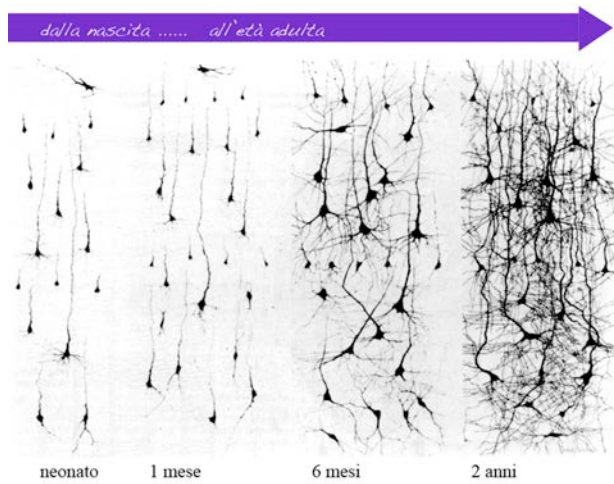 dalla nascita ...... all'età adulta
neonato 1 mese 6 mesi 2 anni